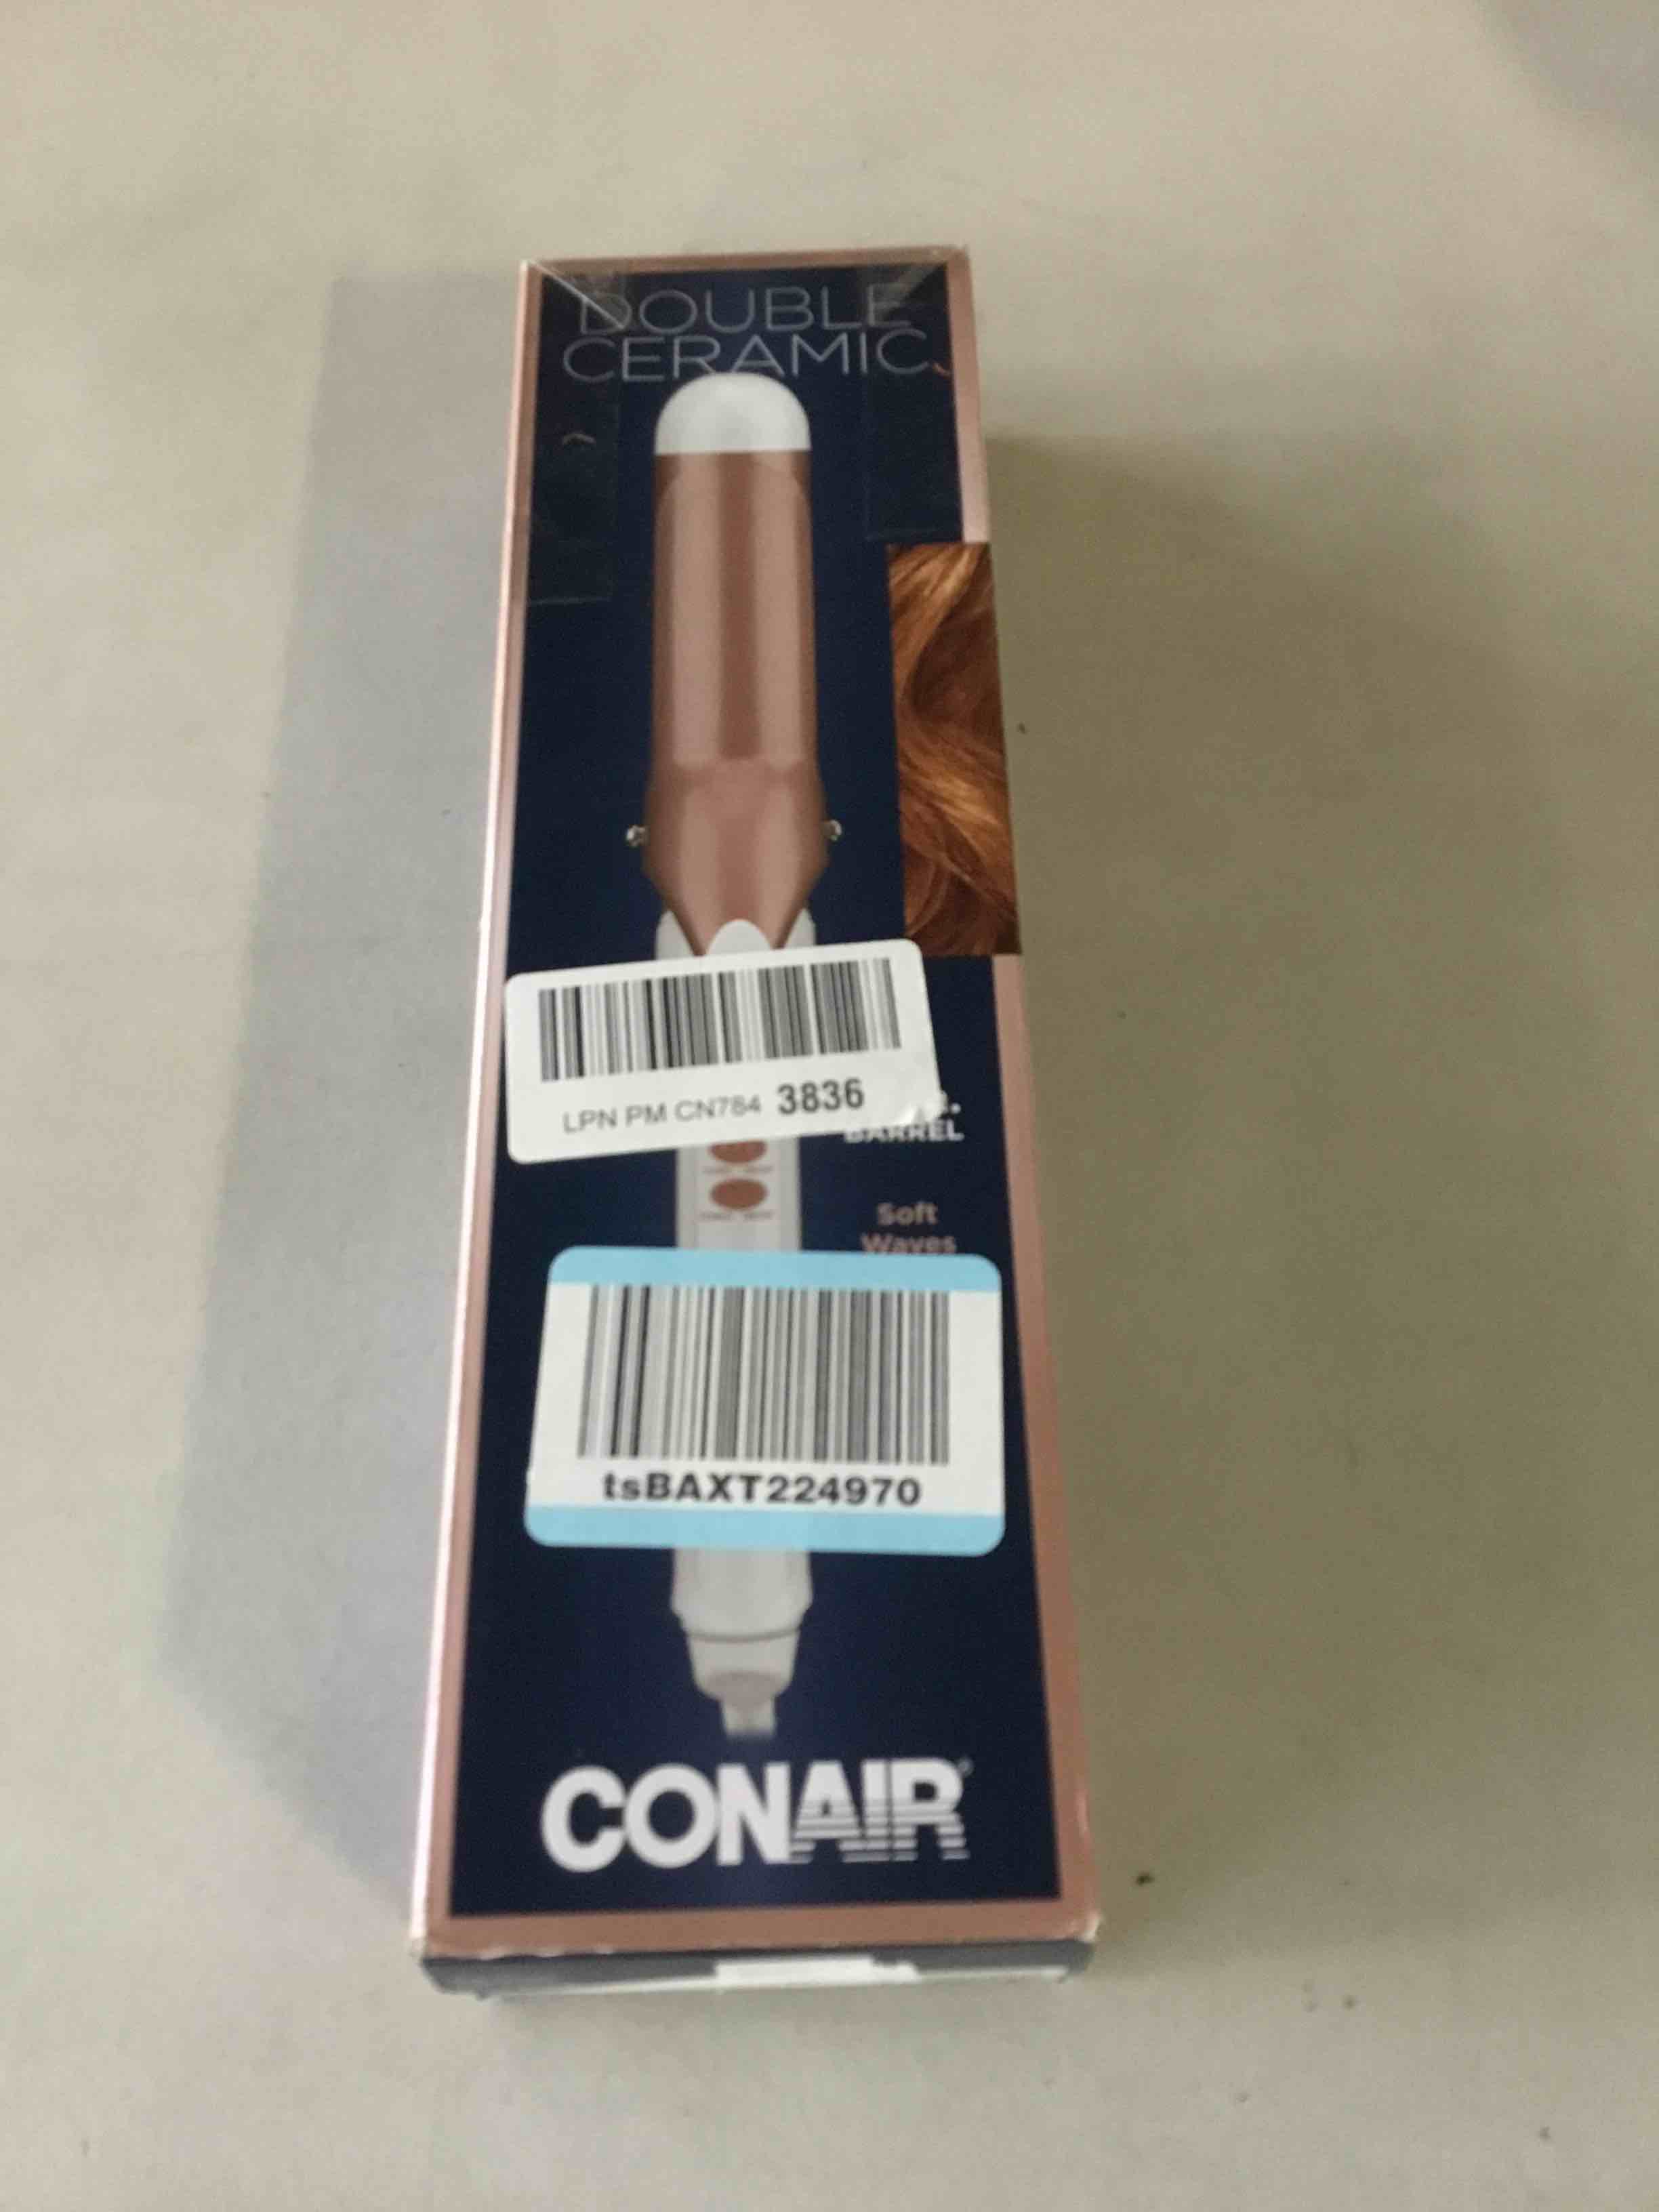 DOUBLE
CERAMIC
LPN PM CN784 3836
BARREL
Soft
Waves
tsBAXT224970
CONAIR®